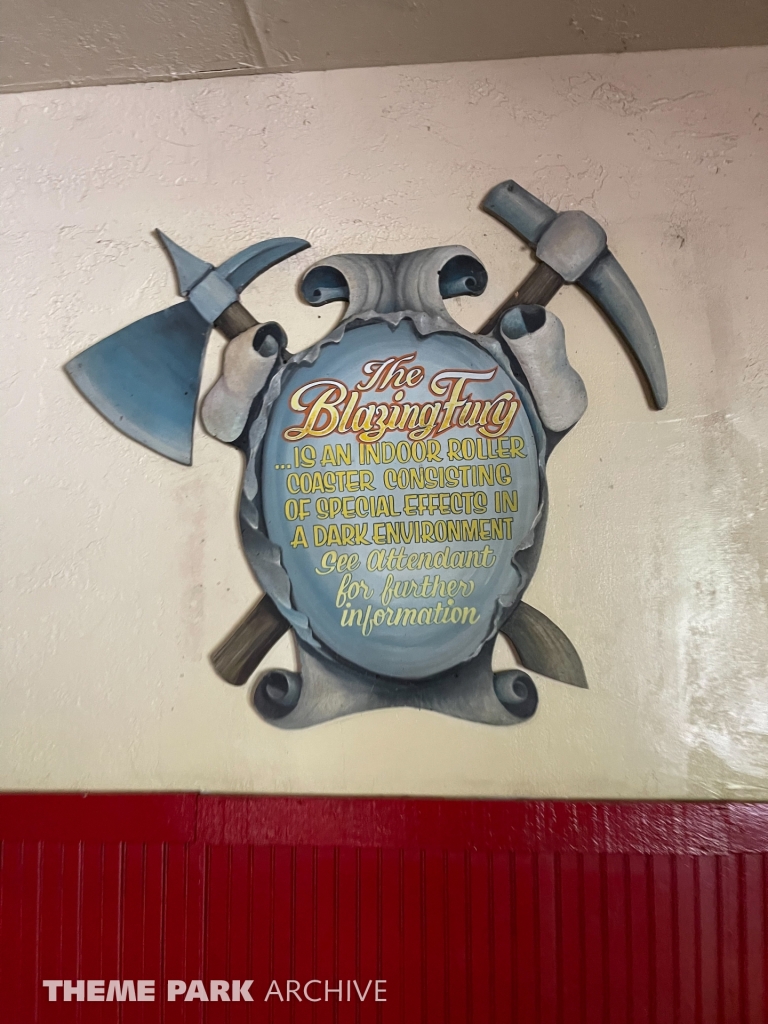 The
Blazing Fury
...IS AN INDOOR ROLLER
COASTER CONSISTING
OF SPECIAL EFFECTS IN
A DARK ENVIRONMENT
See Attendant
for further
information
THEME PARK ARCHIVE